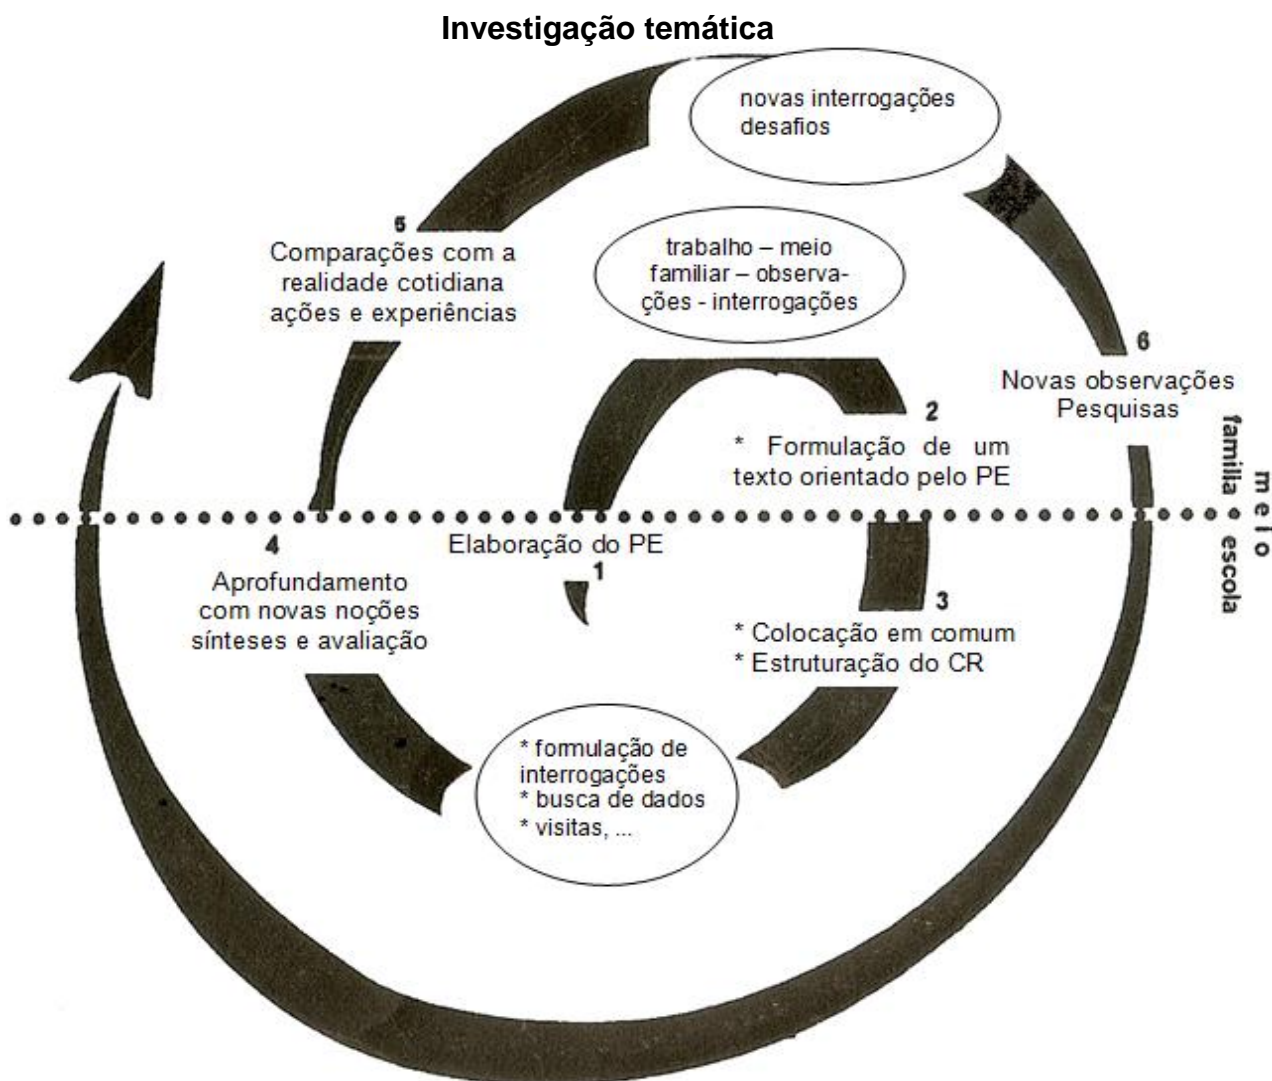 Investigação temática
novas interrogações
desafios
trabalho – meio
familiar – observa-
ções - interrogações
5
Comparações com a
realidade cotidiana
ações e experiências
6
Novas observações
Pesquisas
2
* Formulação de um
texto orientado pelo PE
familia
meio
escola
Elaboração do PE
1
4
Aprofundamento
com novas noções
sínteses e avaliação
3
* Colocação em comum
* Estruturação do CR
* formulação de
interrogações
* busca de dados
* visitas, ...